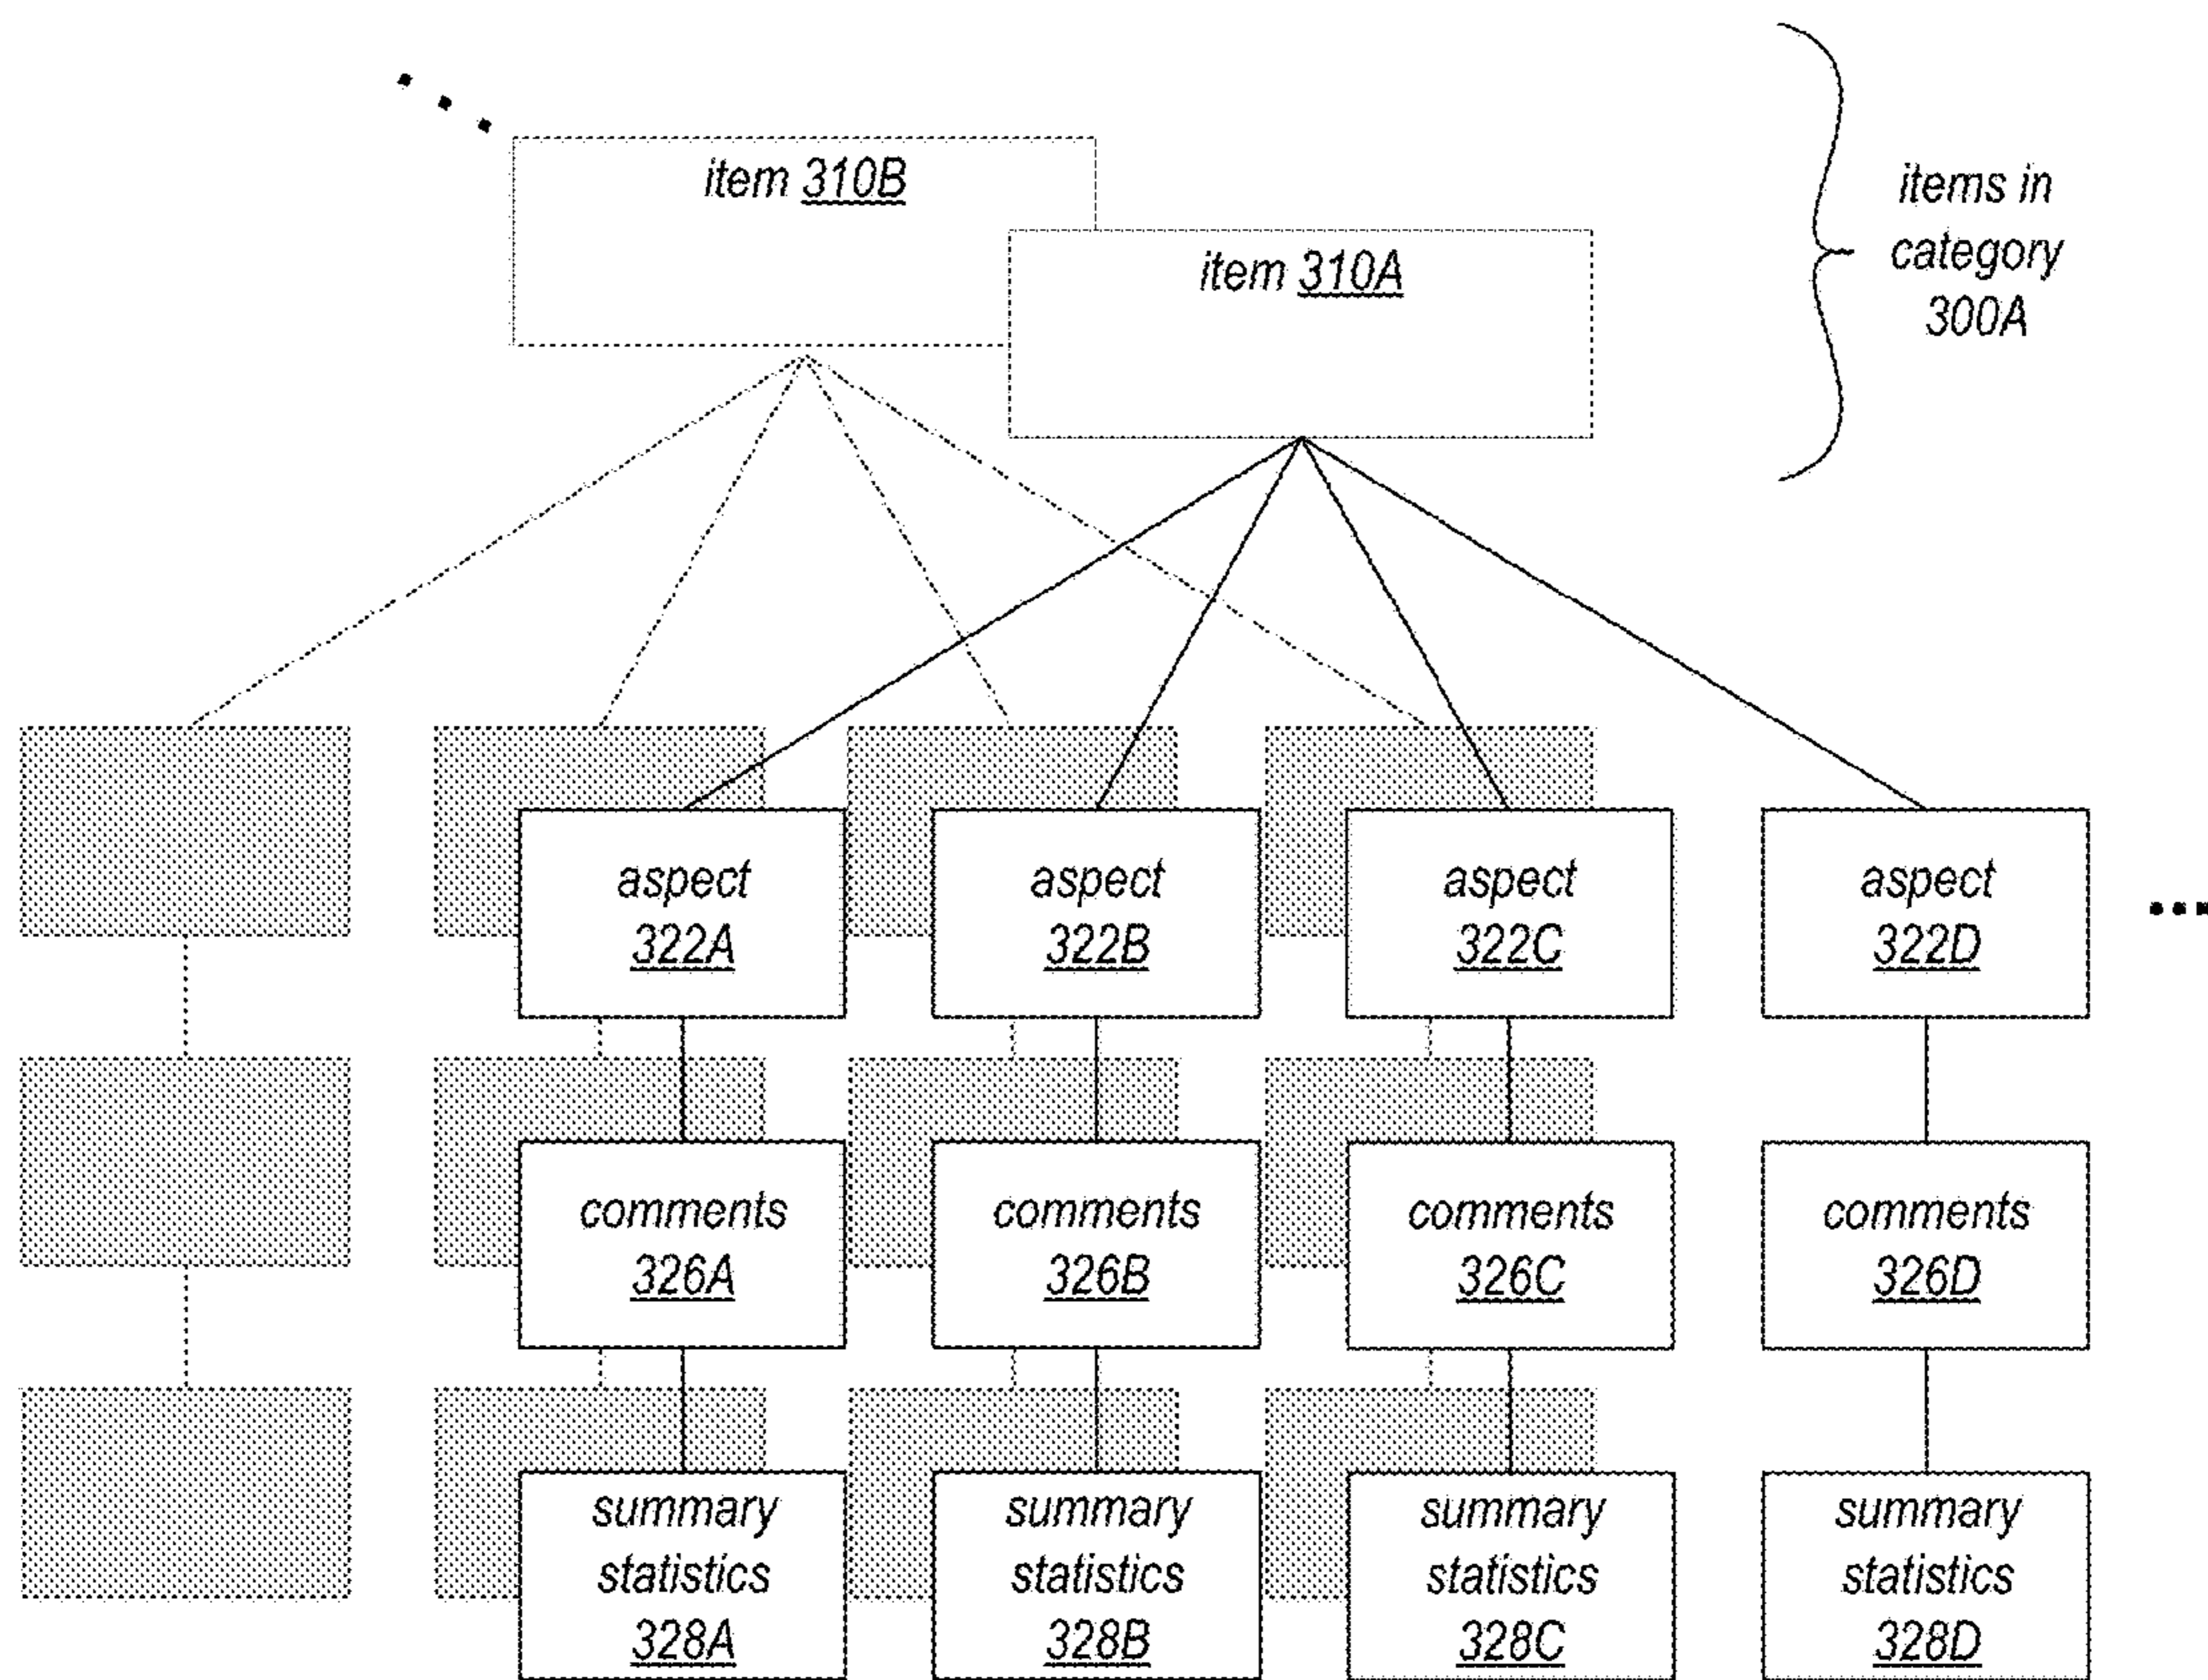 item 310B
item 310A
items in
category
300A
aspect
322A
aspect
322B
aspect
322C
aspect
322D
comments
326A
comments
326B
comments
326C
comments
326D
summary
statistics
328A
summary
statistics
328B
summary
statistics
328C
summary
statistics
328D